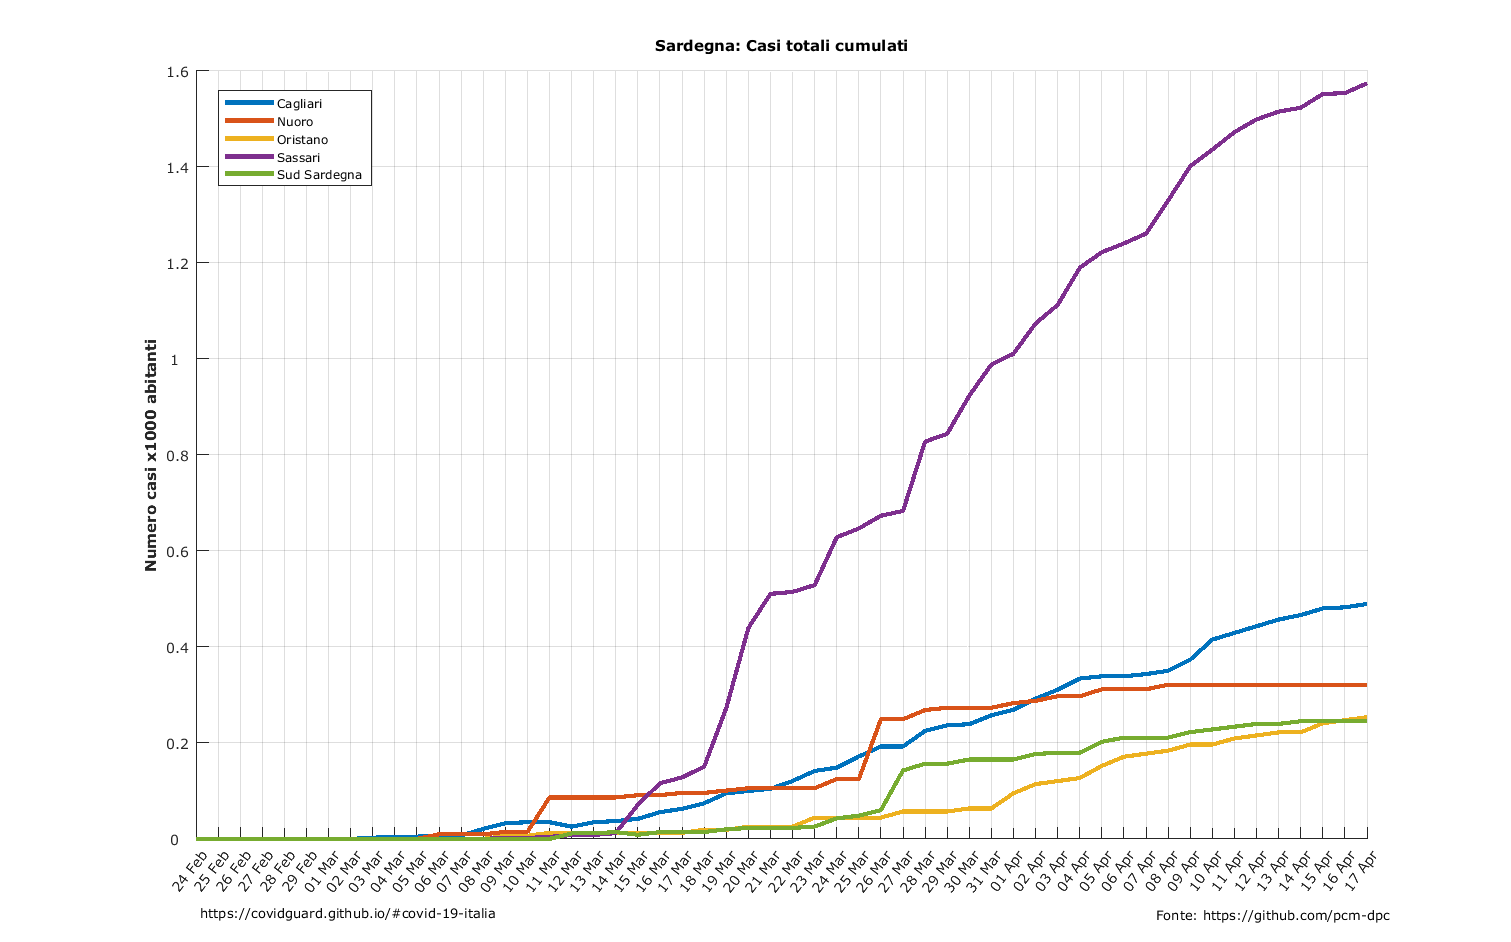 Sardegna: Casi totali cumulati
Numero casi x1000 abitanti
1.6
1.4
1.2
1
0.8
0.6
0.4
0.2
0
Cagliari
Nuoro
Oristano
Sassari
Sud Sardegna
24 Feb
25 Feb
26 Feb
27 Feb
28 Feb
29 Feb
01 Mar
02 Mar
03 Mar
04 Mar
05 Mar
06 Mar
07 Mar
08 Mar
09 Mar
10 Mar
11 Mar
12 Mar
13 Mar
14 Mar
15 Mar
16 Mar
17 Mar
18 Mar
19 Mar
20 Mar
21 Mar
22 Mar
23 Mar
24 Mar
25 Mar
26 Mar
27 Mar
28 Mar
29 Mar
30 Mar
31 Mar
01 Apr
02 Apr
03 Apr
04 Apr
05 Apr
06 Apr
07 Apr
08 Apr
09 Apr
10 Apr
11 Apr
12 Apr
13 Apr
14 Apr
15 Apr
16 Apr
17 Apr
https://covidguard.github.io/#covid-19-italia
Fonte: https://github.com/pcm-dpc